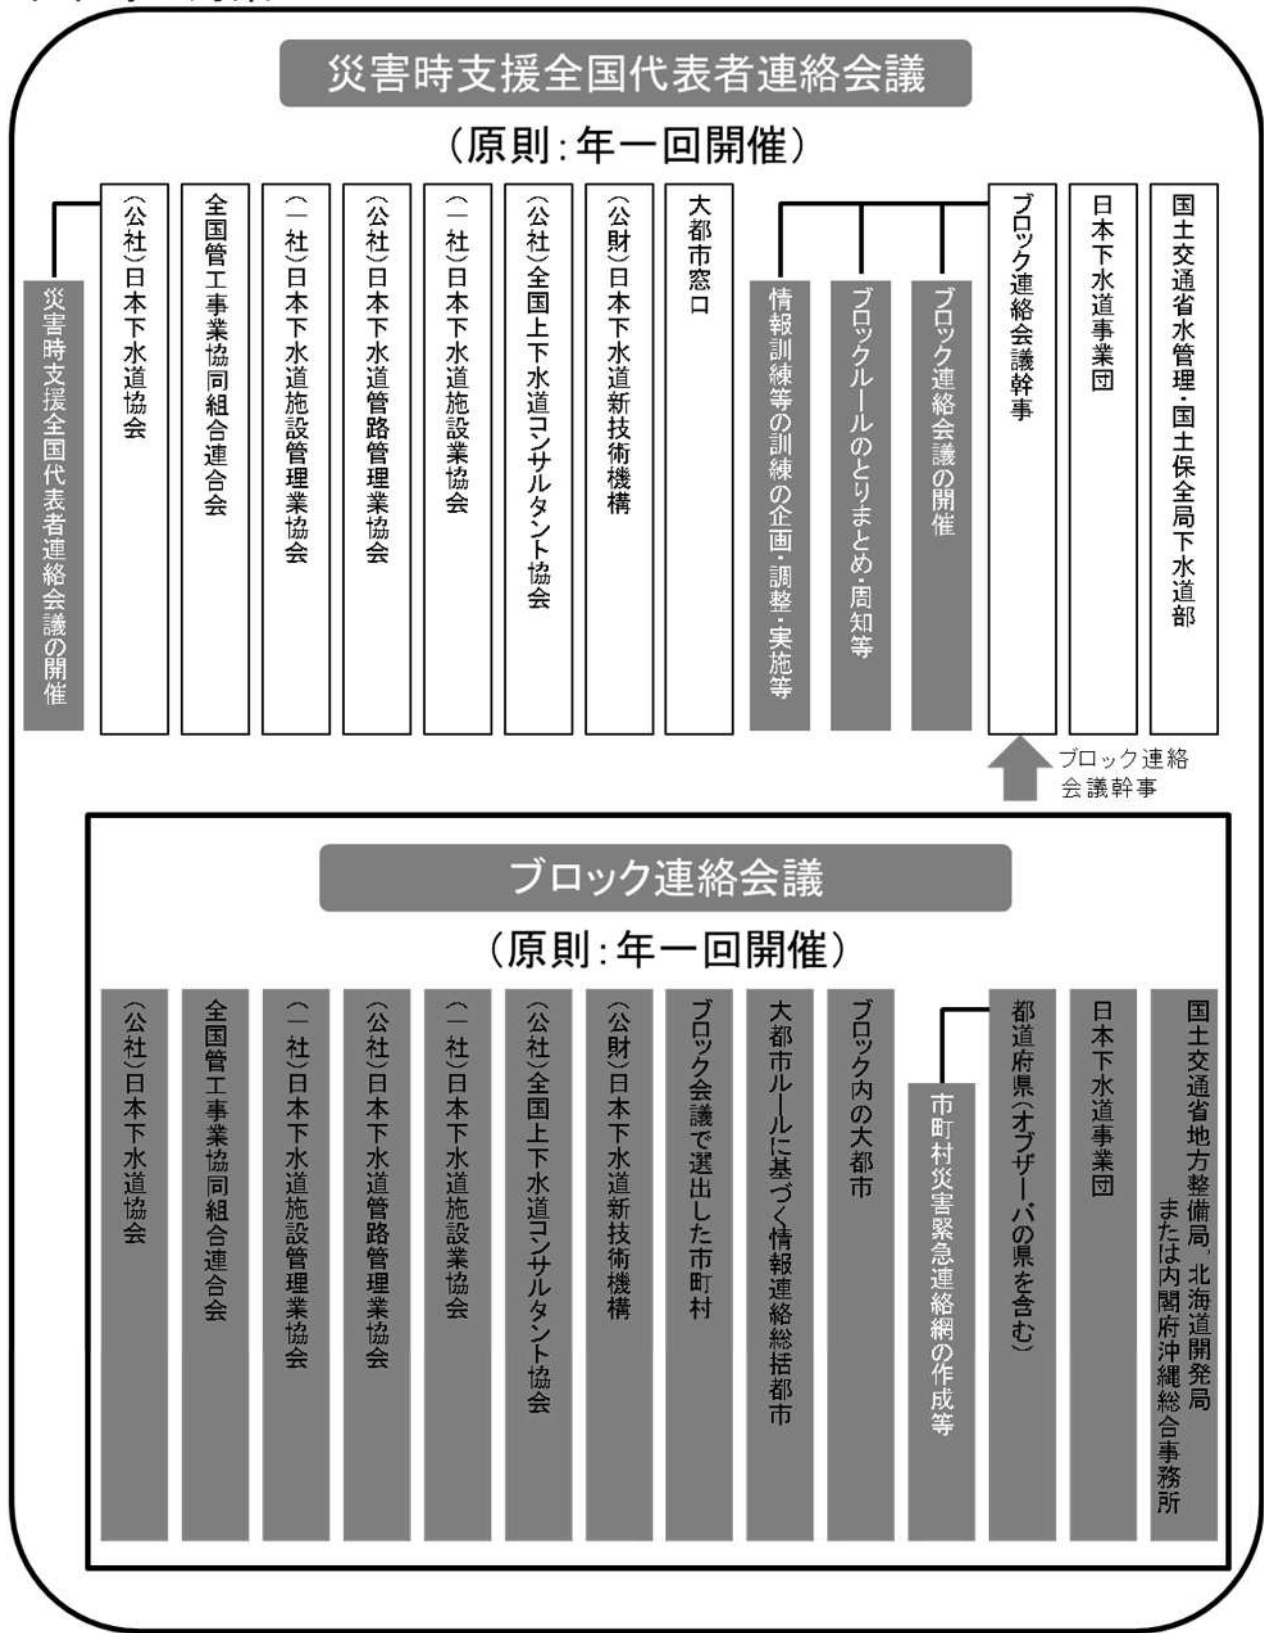 災害時支援全国代表者連絡会議
（原則：年一回開催）
国土交通省水管理・国土保全局下水道部
日本下水道事業団
ブロック連絡会議幹事
ブロック連絡会議の開催
ブロックルールのとりまとめ・周知等
情報訓練等の訓練の企画・調整・実施等
大都市窓口
（公財）日本下水道新技術機構
（公社）全国上下水道コンサルタント協会
（一社）日本下水道施設業協会
（公社）日本下水道管路管理業協会
（一社）日本下水道施設管理業協会
全国管工事業協同組合連合会
（公社）日本下水道協会
災害時支援全国代表者連絡会議の開催
ブロック連絡
会議幹事
ブロック連絡会議
（原則：年一回開催）
国土交通省地方整備局，北海道開発局
または内閣府沖縄総合事務所
日本下水道事業団
都道府県（オブザーバの県を含む）
市町村災害緊急連絡網の作成等
ブロック内の大都市
大都市ルールに基づく情報連絡総括都市
ブロック会議で選出した市町村
（公財）日本下水道新技術機構
（公社）全国上下水道コンサルタント協会
（一社）日本下水道施設業協会
（公社）日本下水道管路管理業協会
（一社）日本下水道施設管理業協会
全国管工事業協同組合連合会
（公社）日本下水道協会